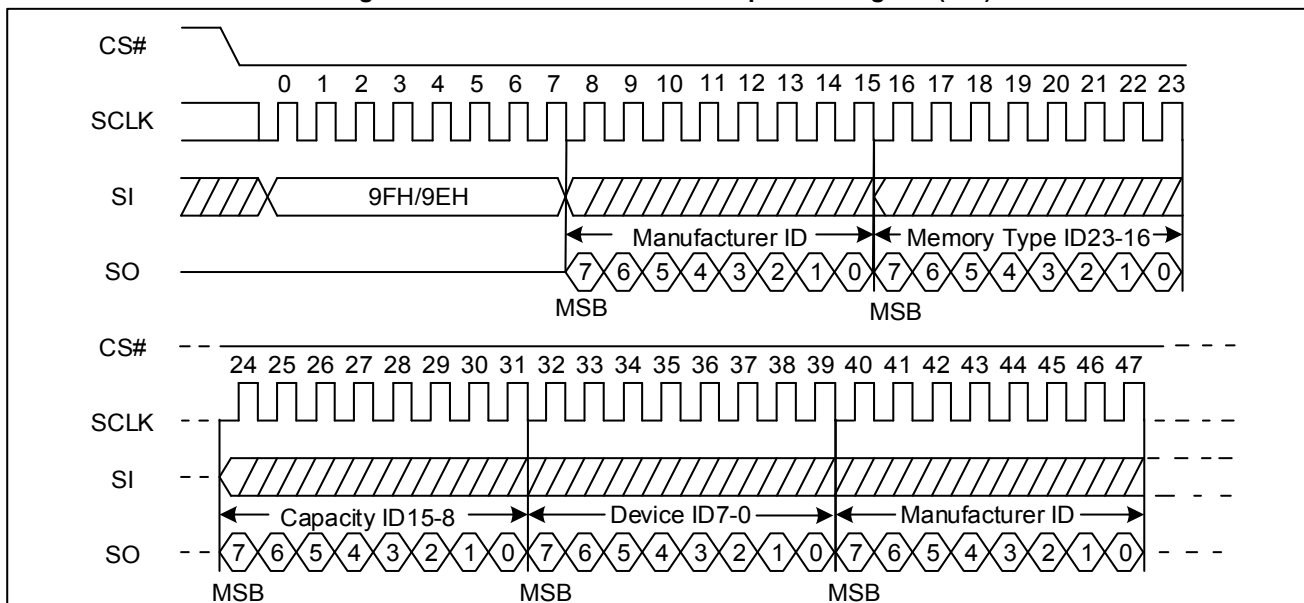 CS#
0 1 2 3 4 5 6 7 8 9 10 11 12 13 14 15 16 17 18 19 20 21 22 23
SCLK
SI 9FH/9EH
Manufacturer ID Memory Type ID23-16
SO 7 6 5 4 3 2 1 0 7 6 5 4 3 2 1 0
MSB MSB
CS#
24 25 26 27 28 29 30 31 32 33 34 35 36 37 38 39 40 41 42 43 44 45 46 47
SCLK
SI
Capacity ID15-8 Device ID7-0 Manufacturer ID
SO 7 6 5 4 3 2 1 0 7 6 5 4 3 2 1 0 7 6 5 4 3 2 1 0
MSB MSB MSB